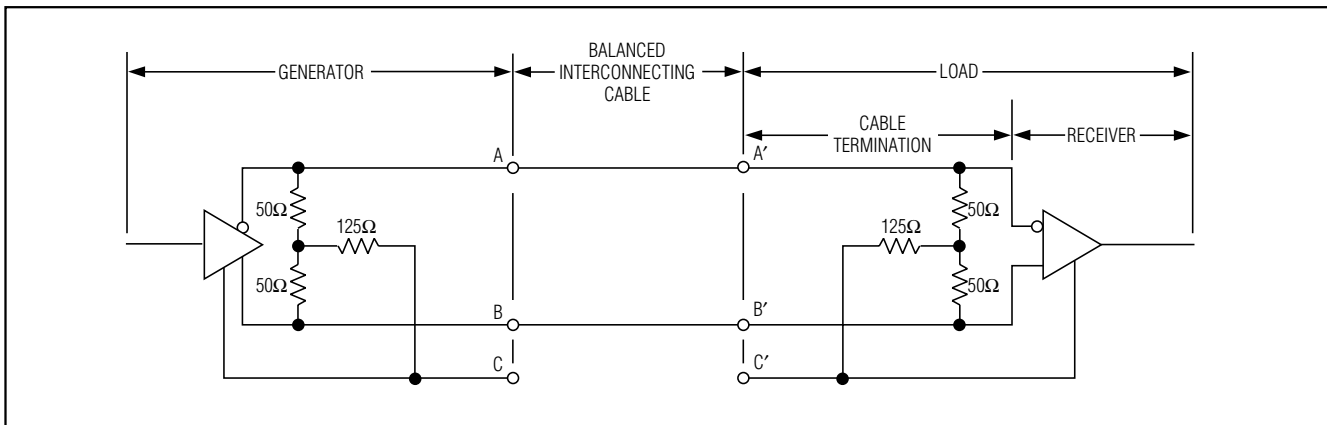 GENERATOR
BALANCED
INTERCONNECTING
CABLE
LOAD
CABLE
TERMINATION
RECEIVER
A
A′
50Ω
125Ω
50Ω
125Ω
50Ω
50Ω
B
B′
C
C′